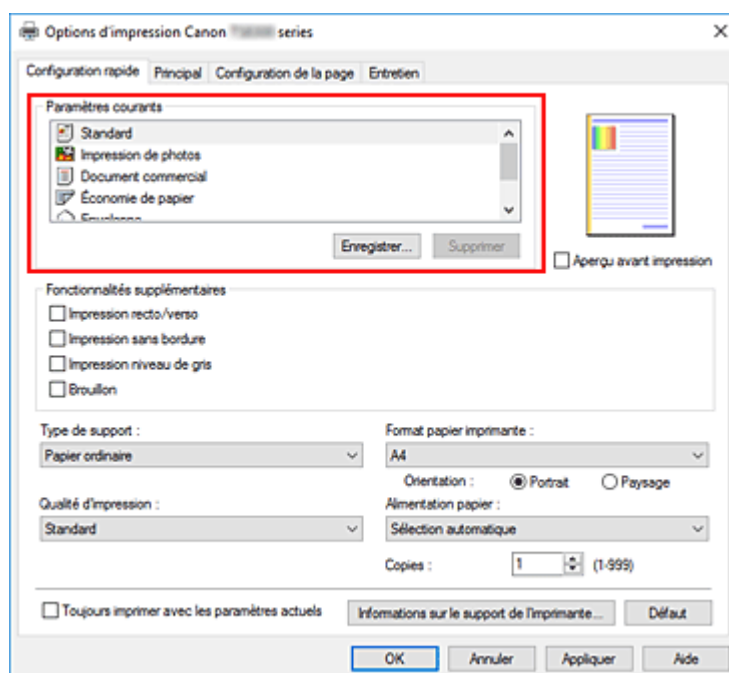 Options d'impression Canon series
Configuration rapide Principal Configuration de la page Entretien
Paramètres courants
Standard
Impression de photos
Document commercial
Économie de papier
Enregistrer... Supprimer
Aperçu avant impression
Fonctionnalités supplémentaires
Impression recto/verso
Impression sans bordure
Impression niveau de gris
Brouillon
Type de support :
Papier ordinaire
Format papier imprimante :
A4
Orientation : Portrait Paysage
Qualité d'impression :
Standard
Alimentation papier :
Sélection automatique
Copies : 1 (1-999)
Toujours imprimer avec les paramètres actuels
Informations sur le support de l'imprimante... Défaut
OK Annuler Appliquer Aide